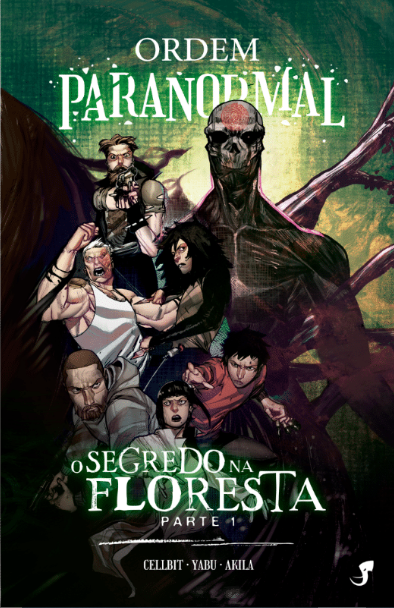 ORDEM
PARANORMAL
O SEGREDO NA
FLORESTA
PARTE 1
CELLBIT · YABU · AKILA